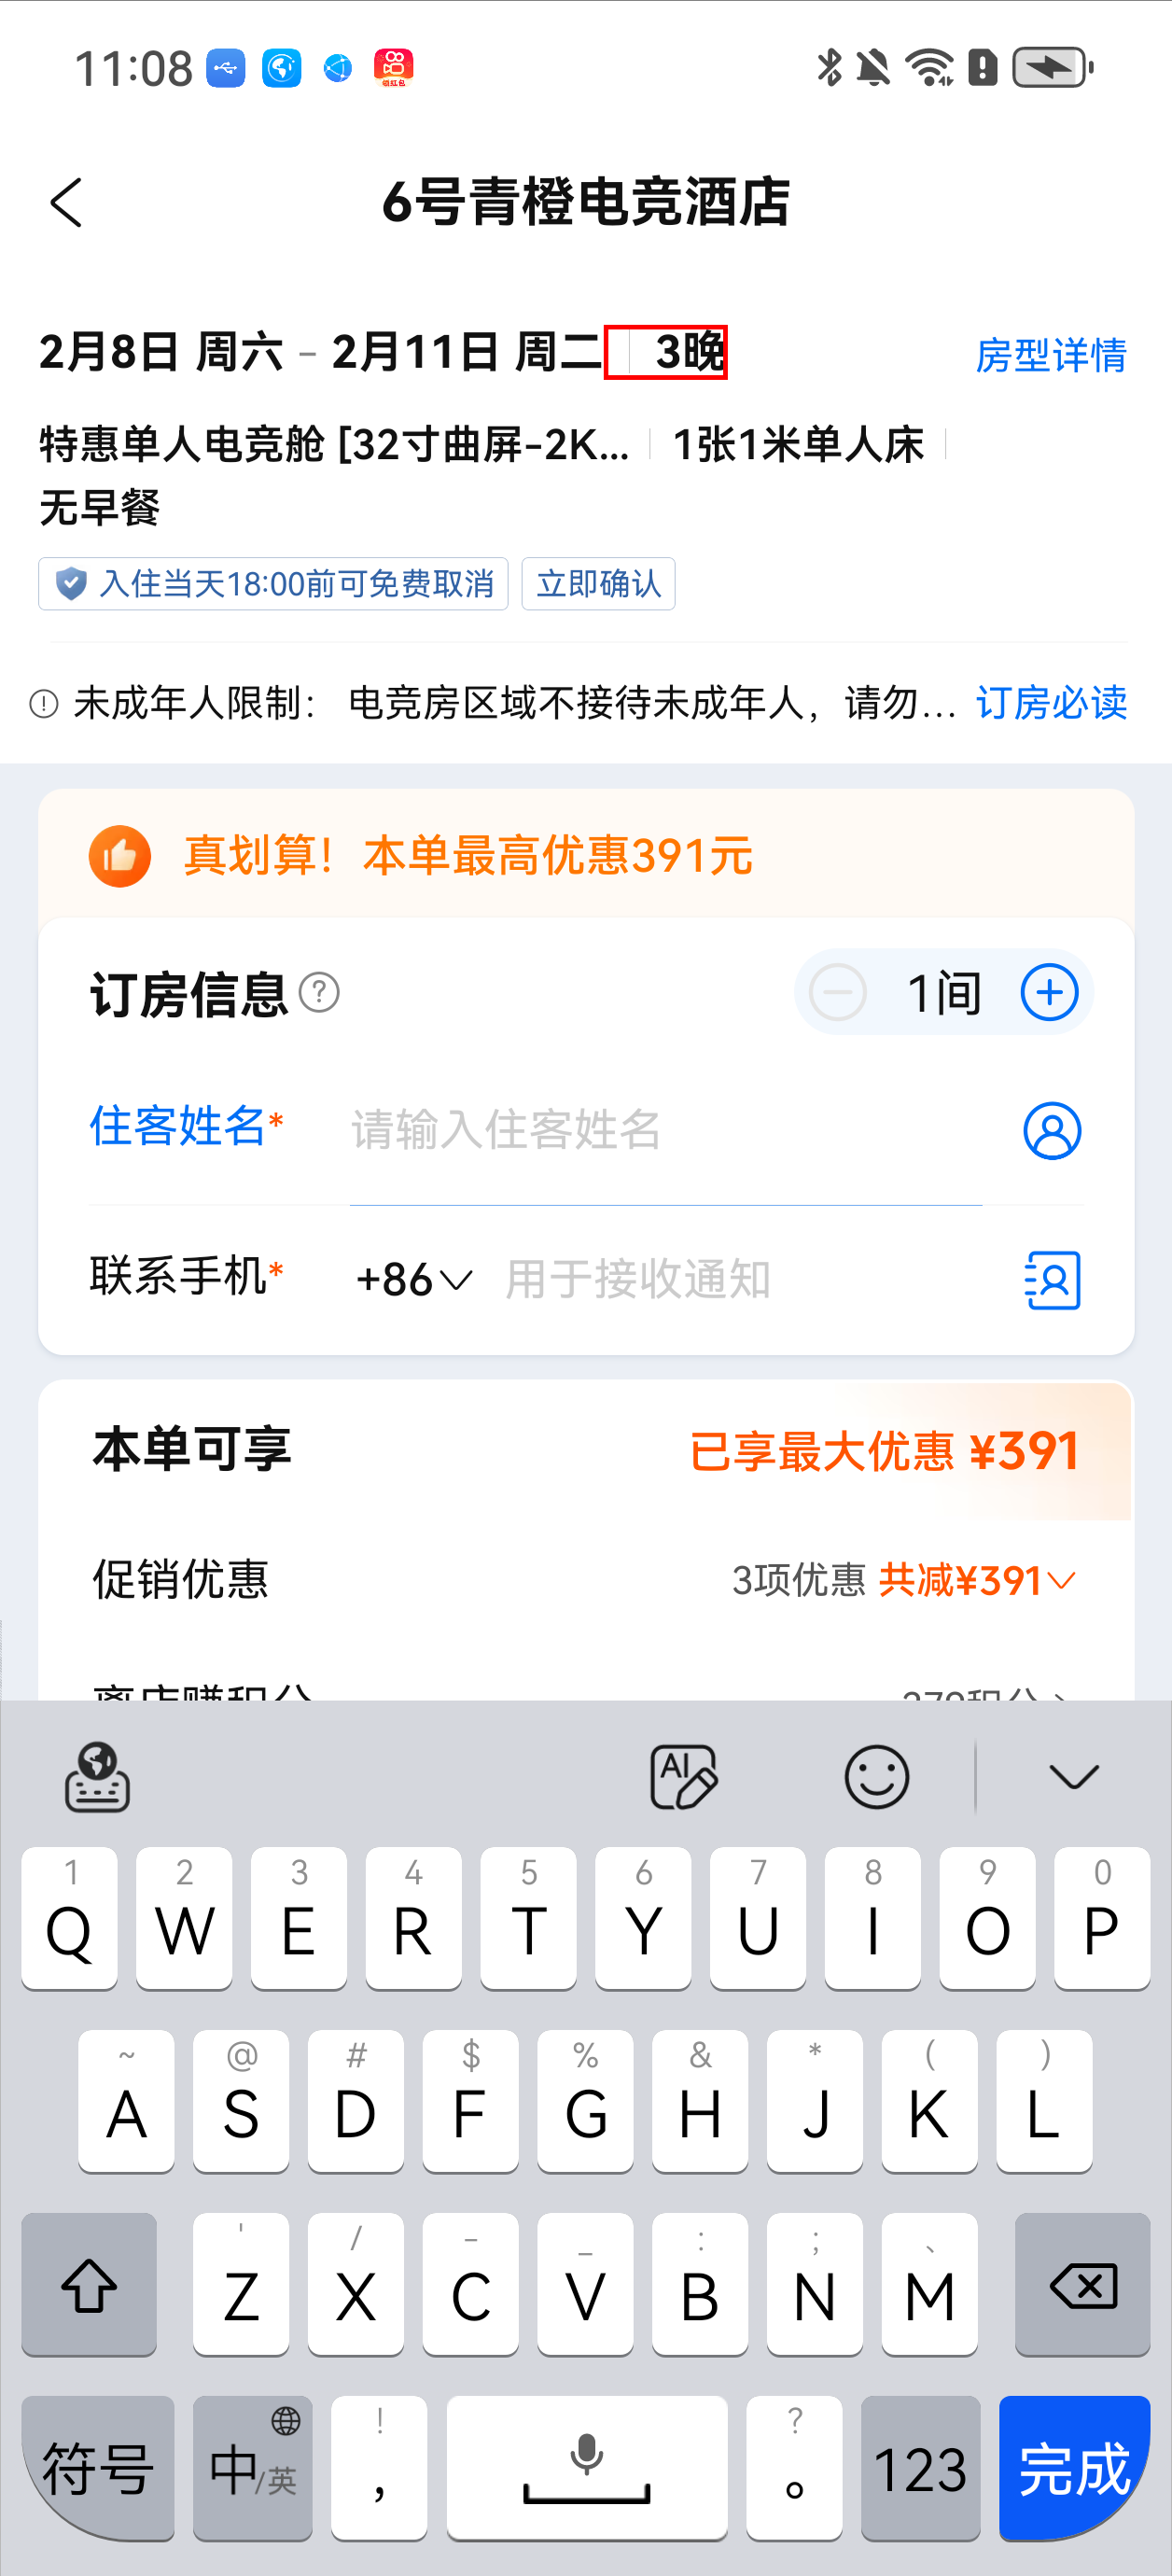 11:08
6号青橙电竞酒店
2月8日 周六 - 2月11日 周二 3晚 房型详情
特惠单人电竞舱 [32寸曲屏-2K... 1张1米单人床
无早餐
入住当天18:00前可免费取消 立即确认
未成年人限制： 电竞房区域不接待未成年人，请勿... 订房必读
真划算！本单最高优惠391元
订房信息 ? 1间
住客姓名* 请输入住客姓名
联系手机* +86 用于接收通知
本单可享 已享最大优惠 ¥391
促销优惠 3项优惠 共减¥391
AI
1 2 3 4 5 6 7 8 9 0
Q W E R T Y U I O P
~ @ # $ % & * ( )
A S D F G H J K L
' / - _ : ; 、
Z X C V B N M
符号 中/英 ！ ， ？ 。 123 完成